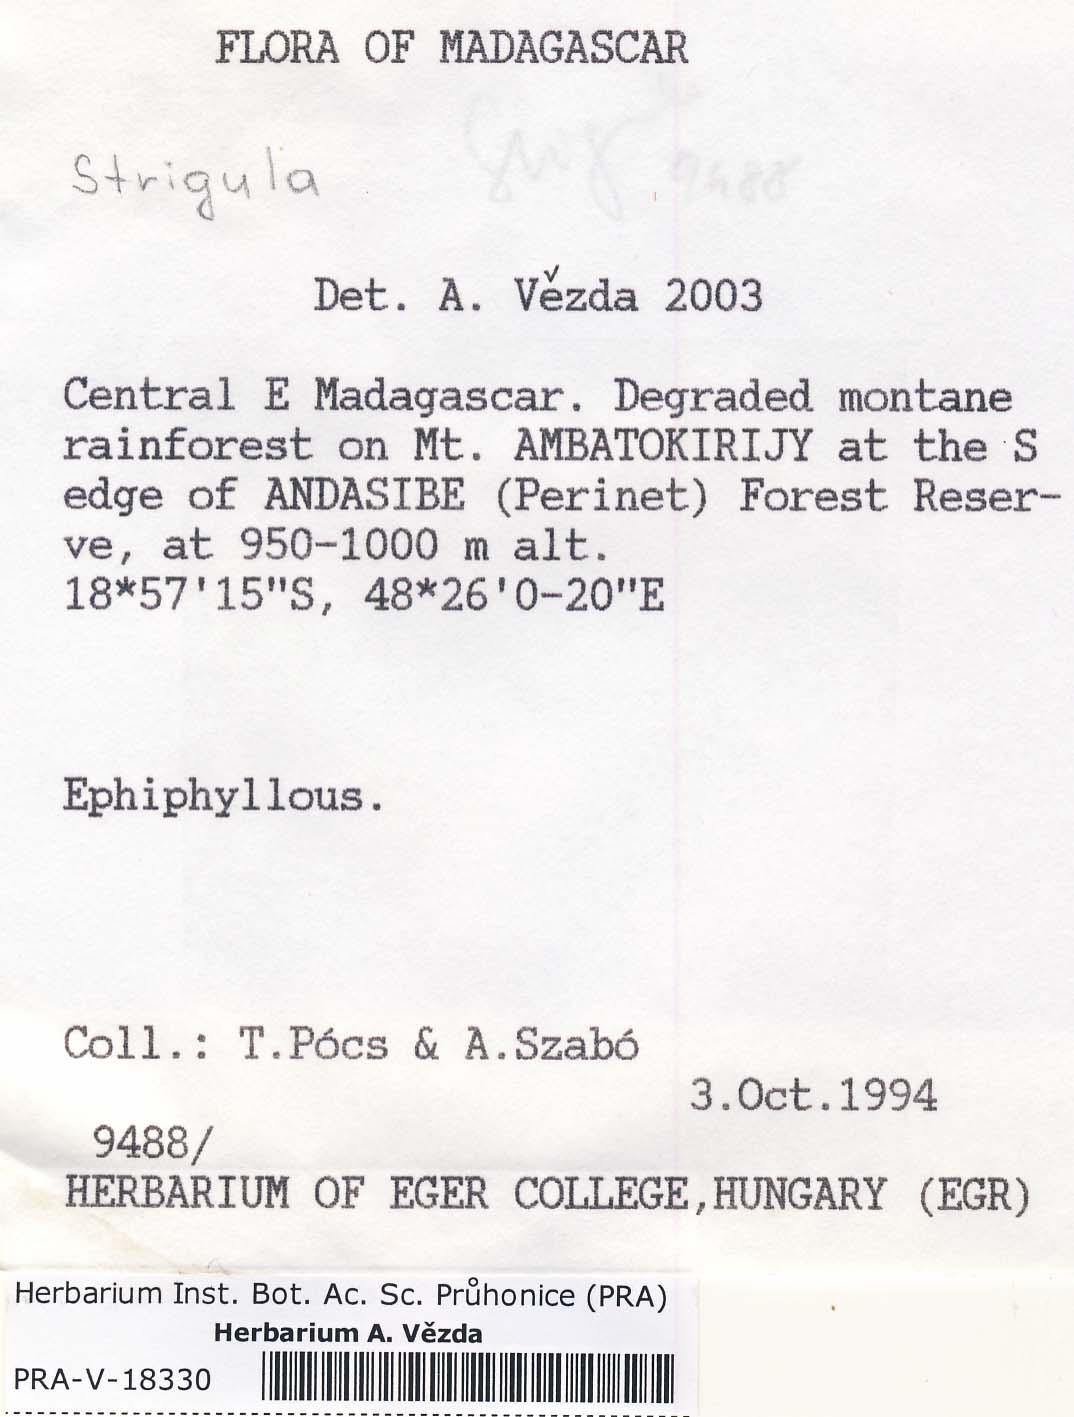 FLORA OF MADAGASCAR
Strigula
9488
Det. A. Vězda 2003
Central E Madagascar. Degraded montane
rainforest on Mt. AMBATOKIRIJY at the S
edge of ANDASIBE (Perinet) Forest Reser-
ve, at 950-1000 m alt.
18*57'15"S, 48*26'0-20"E
Ephiphyllous.
Coll.: T.Pócs & A.Szabó
3.Oct.1994
9488/
HERBARIUM OF EGER COLLEGE,HUNGARY (EGR)
Herbarium Inst. Bot. Ac. Sc. Průhonice (PRA)
Herbarium A. Vězda
PRA-V-18330